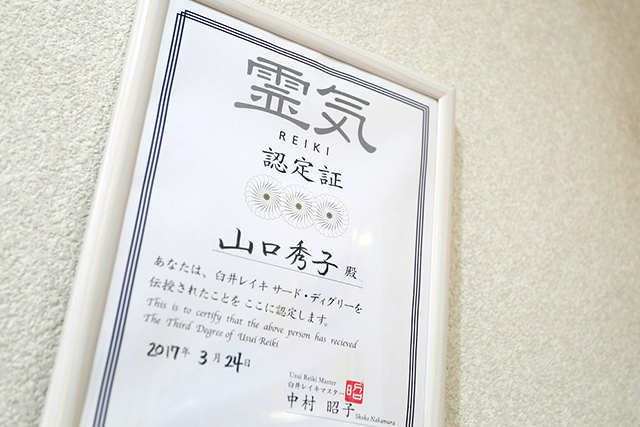 霊気
REIKI
認定証
山口秀子 殿
あなたは、臼井レイキ サード・ディグリーを
伝授されたことを ここに認定します。
This is to certify that the above person has recieved
The Third Degree of Usui Reiki
2017年 3月 24日
Usui Reiki Master
臼井レイキマスター
中村 昭子
Shoko Nakamura
昭